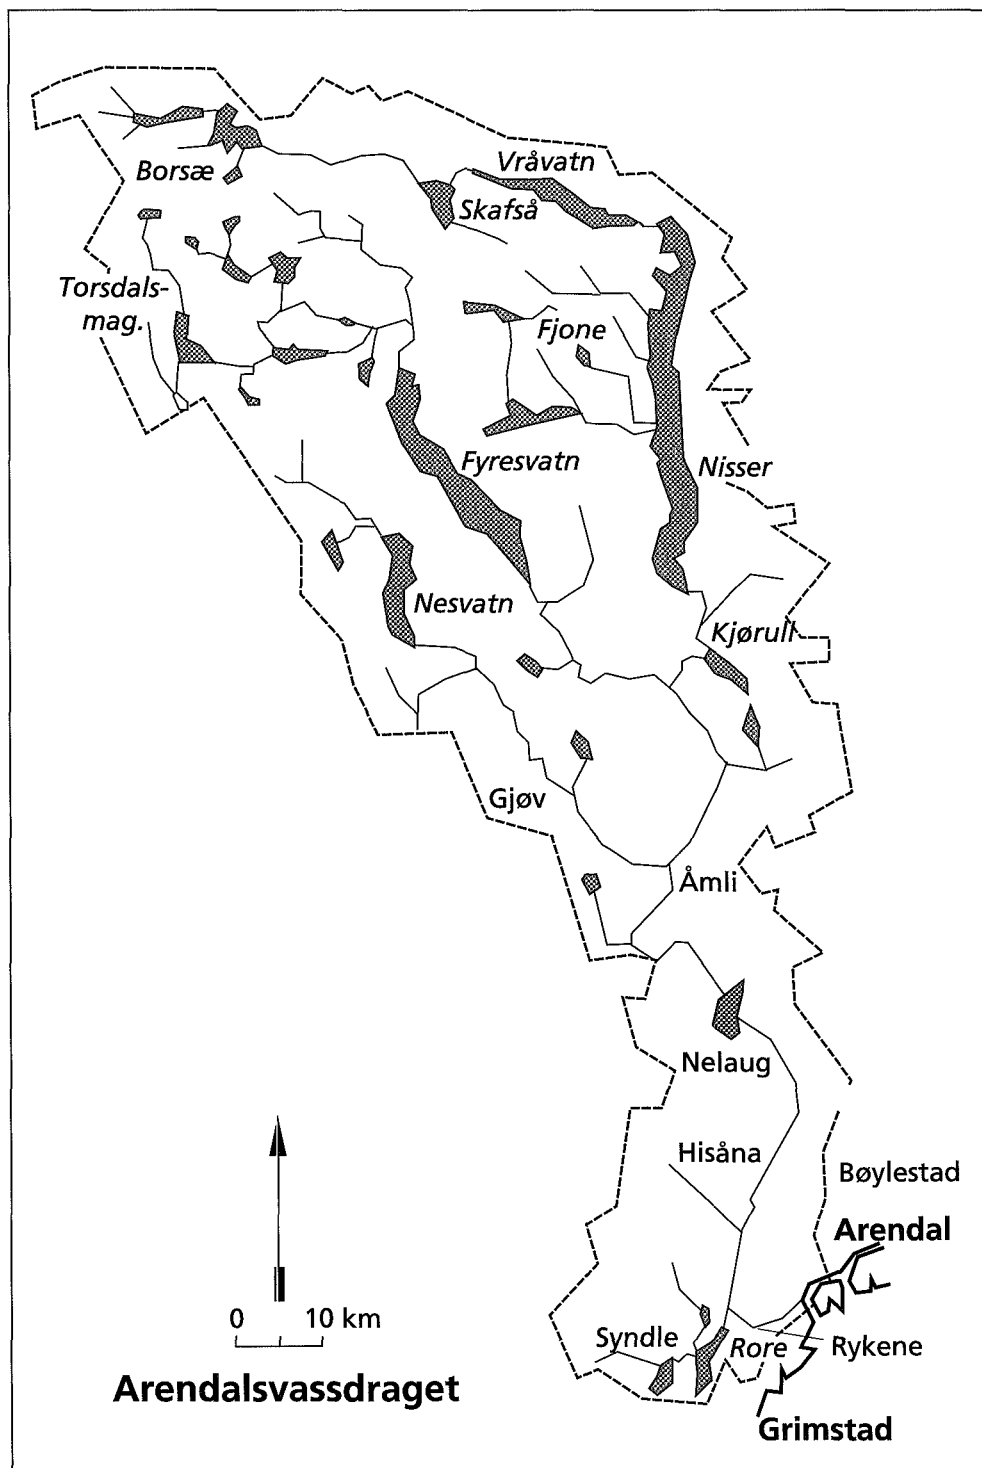 Vråvatn
Borsæ
Skafså
Torsdals-
mag.
Fjone
Fyresvatn
Nisser
Nesvatn
Kjørull
Gjøv
Åmli
Nelaug
Hisåna
Bøylestad
Arendal
0 10 km
Syndle
Rore
Rykene
Arendalsvassdraget
Grimstad